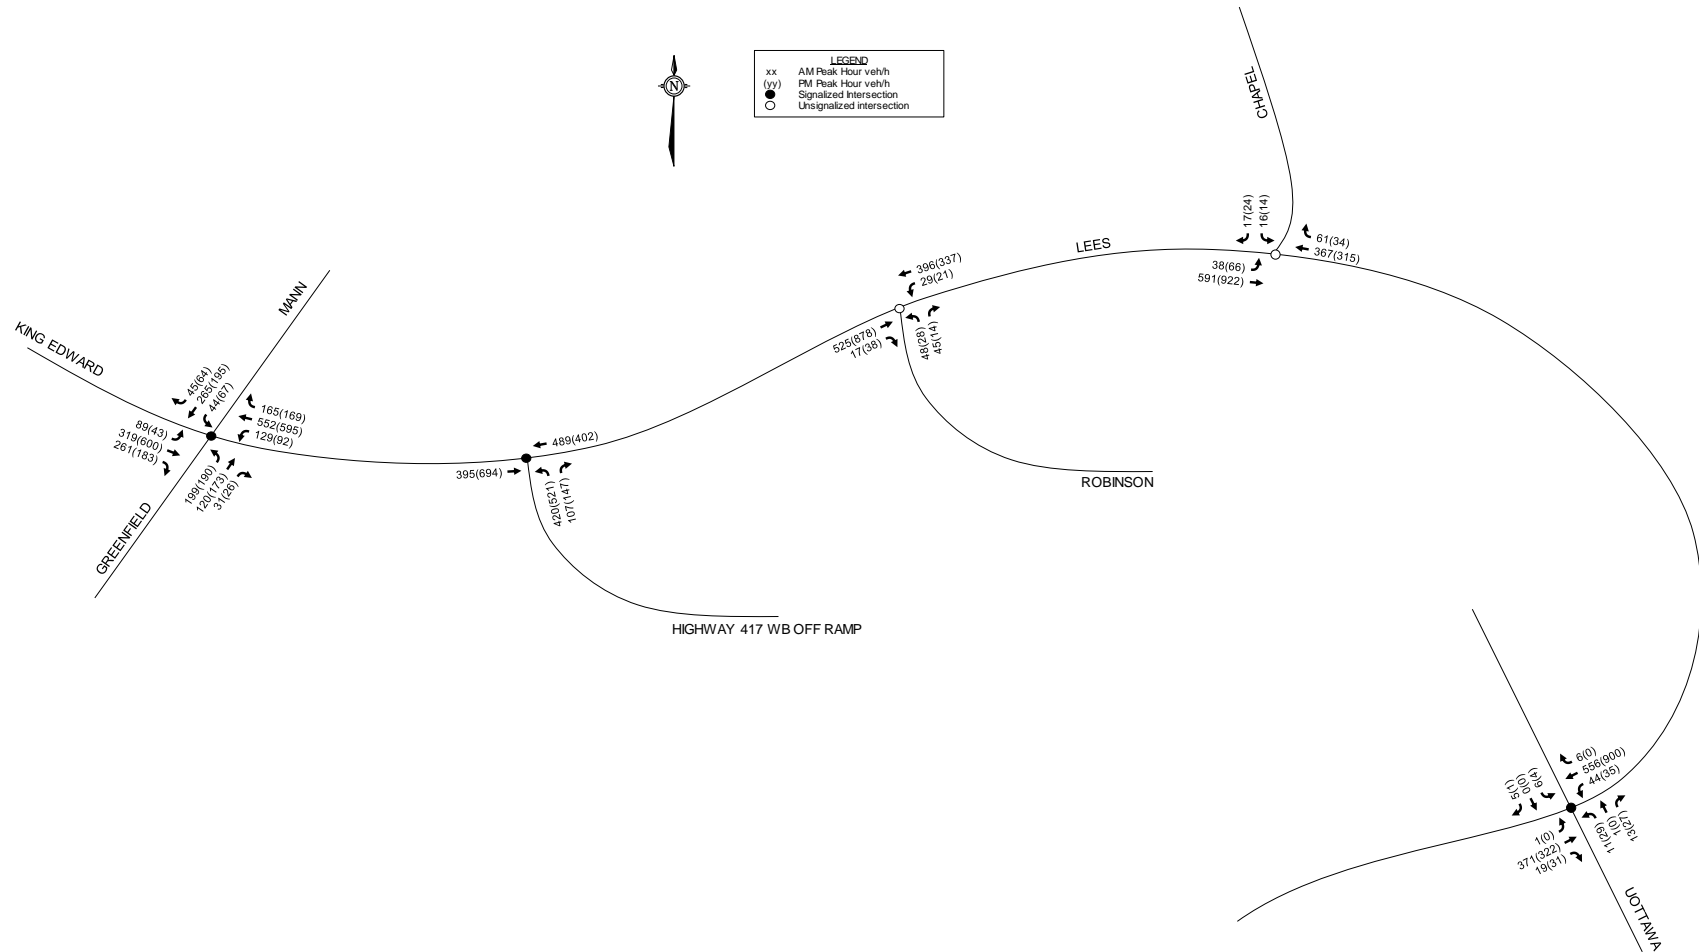 CHAPEL
N
LEGEND
xx AM Peak Hour veh/h
(yy) PM Peak Hour veh/h
Signalized Intersection
Unsignalized intersection
17(24)
16(14)
61(34)
367(315)
38(66)
591(922)
LEES
396(337)
29(21)
525(878)
17(38)
48(28)
45(14)
ROBINSON
MANN
KING EDWARD
45(64)
265(195)
44(67)
165(169)
552(595)
129(92)
89(43)
319(600)
261(183)
199(190)
120(173)
31(26)
GREENFIELD
489(402)
395(694)
420(521)
107(147)
HIGHWAY 417 WB OFF RAMP
5(1)
0(0)
6(4)
6(0)
556(900)
44(35)
1(0)
371(322)
19(31)
11(29)
1(0)
13(27)
UOTTAWA